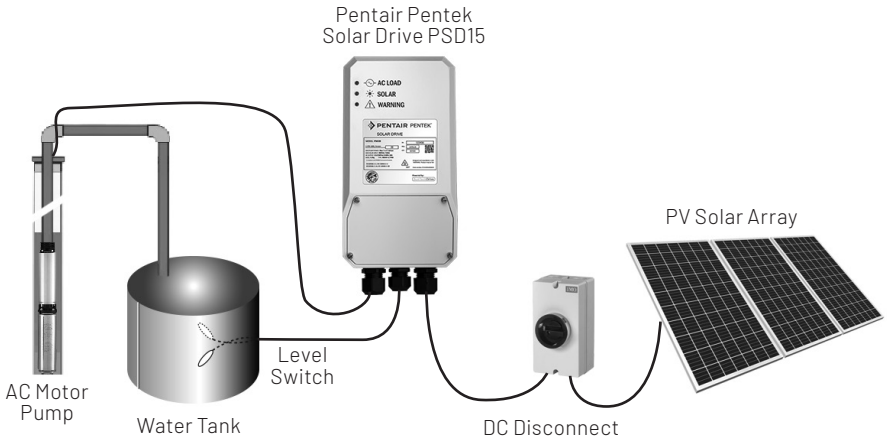 Pentair Pentek
Solar Drive PSD15
AC LOAD
SOLAR
WARNING
PENTAIR PENTEK
SOLAR DRIVE
PV Solar Array
Level
Switch
AC Motor
Pump
Water Tank
DC Disconnect